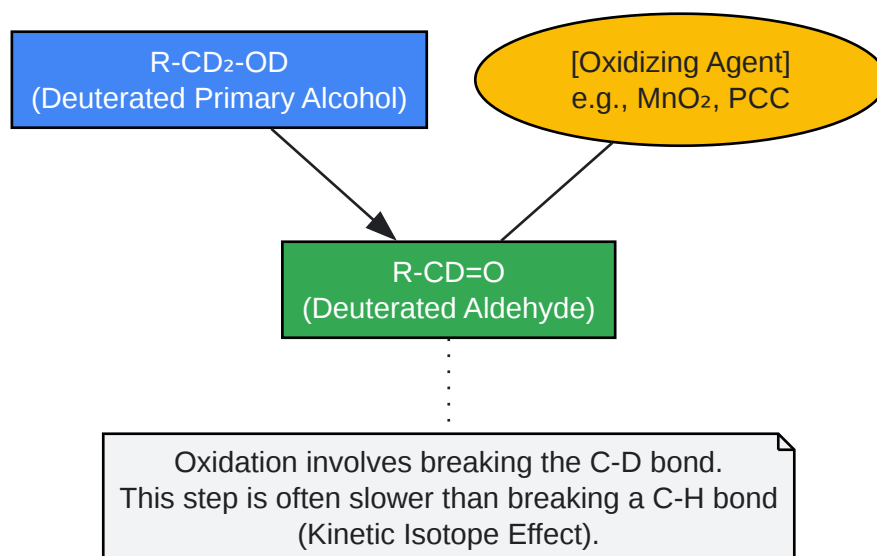 R-CD₂-OD
(Deuterated Primary Alcohol)
[Oxidizing Agent]
e.g., MnO₂, PCC
R-CD=O
(Deuterated Aldehyde)
Oxidation involves breaking the C-D bond.
This step is often slower than breaking a C-H bond
(Kinetic Isotope Effect).